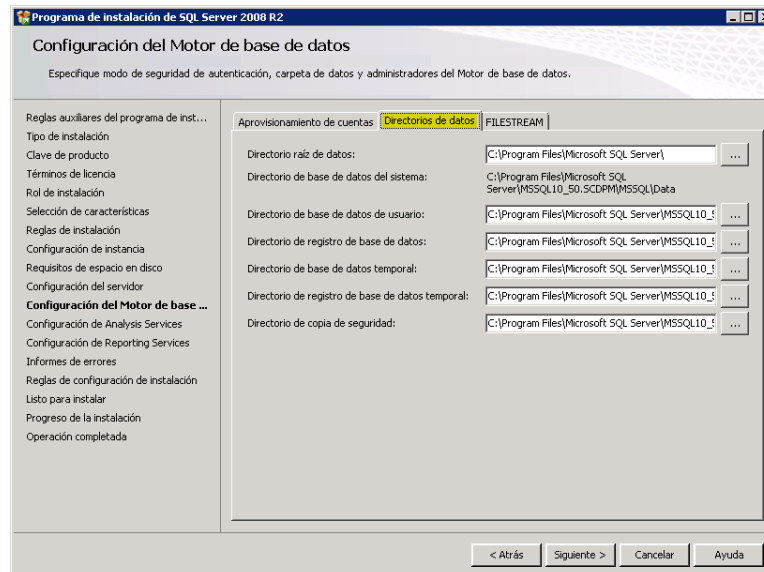 Programa de instalación de SQL Server 2008 R2
Configuración del Motor de base de datos
Especifique modo de seguridad de autenticación, carpeta de datos y administradores del Motor de base de datos.
Reglas auxiliares del programa de inst...
Tipo de instalación
Clave de producto
Términos de licencia
Rol de instalación
Selección de características
Reglas de instalación
Configuración de instancia
Requisitos de espacio en disco
Configuración del servidor
Configuración del Motor de base ...
Configuración de Analysis Services
Configuración de Reporting Services
Informes de errores
Reglas de configuración de instalación
Listo para instalar
Progreso de la instalación
Operación completada
Aprovisionamiento de cuentas Directorios de datos FILESTREAM
Directorio raíz de datos: C:\Program Files\Microsoft SQL Server\ ...
Directorio de base de datos del sistema: C:\Program Files\Microsoft SQL
Server\MSSQL10_50.SCDPM\MSSQL\Data
Directorio de base de datos de usuario: C:\Program Files\Microsoft SQL Server\MSSQL10_5 ...
Directorio de registro de base de datos: C:\Program Files\Microsoft SQL Server\MSSQL10_5 ...
Directorio de base de datos temporal: C:\Program Files\Microsoft SQL Server\MSSQL10_5 ...
Directorio de registro de base de datos temporal: C:\Program Files\Microsoft SQL Server\MSSQL10_5 ...
Directorio de copia de seguridad: C:\Program Files\Microsoft SQL Server\MSSQL10_5 ...
< Atrás Siguiente > Cancelar Ayuda